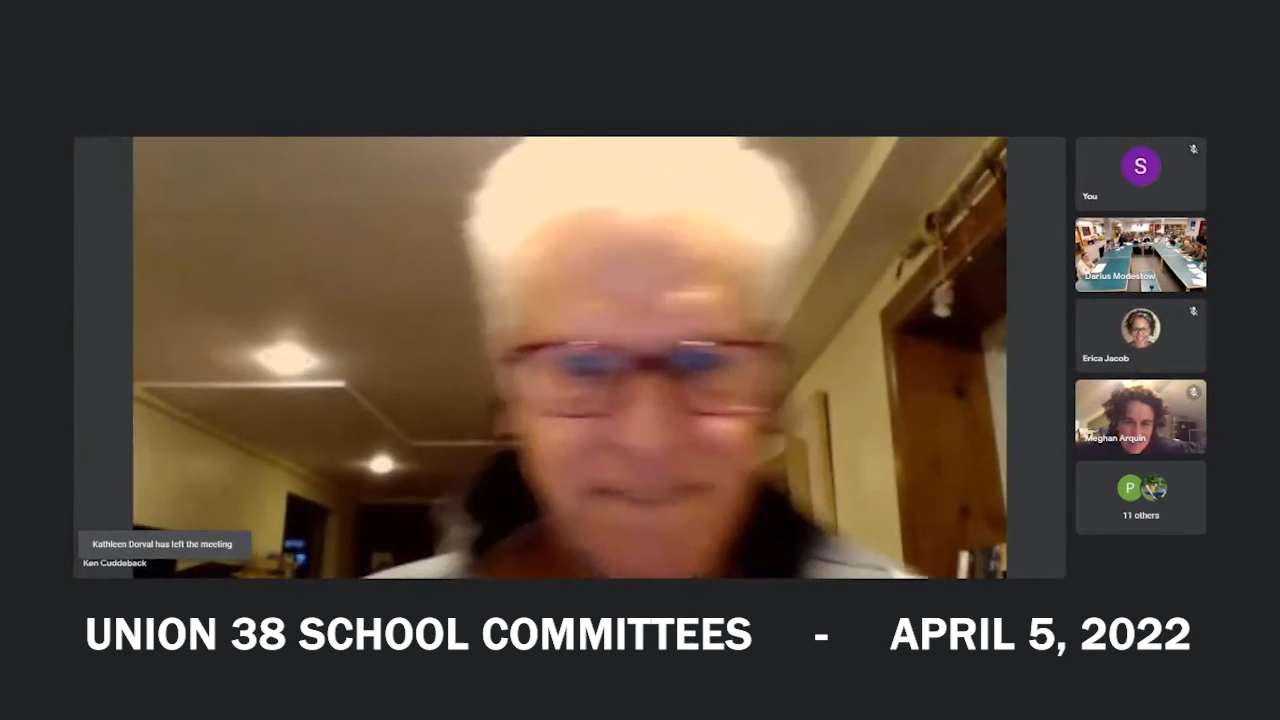 S
You
Darius Modestow
Erica Jacob
Meghan Arquin
P
11 others
Kathleen Dorval has left the meeting
Ken Cuddeback
UNION 38 SCHOOL COMMITTEES - APRIL 5, 2022